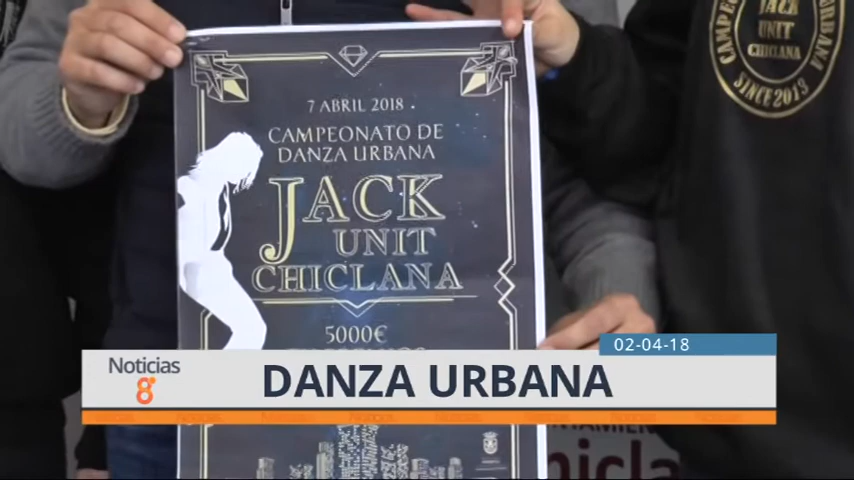 7 ABRIL 2018
CAMPEONATO DE
DANZA URBANA
JACK
UNIT
CHICLANA
5000€
JACK
UNIT
CHICLANA
SINCE 2013
02-04-18
Noticias
8
DANZA URBANA